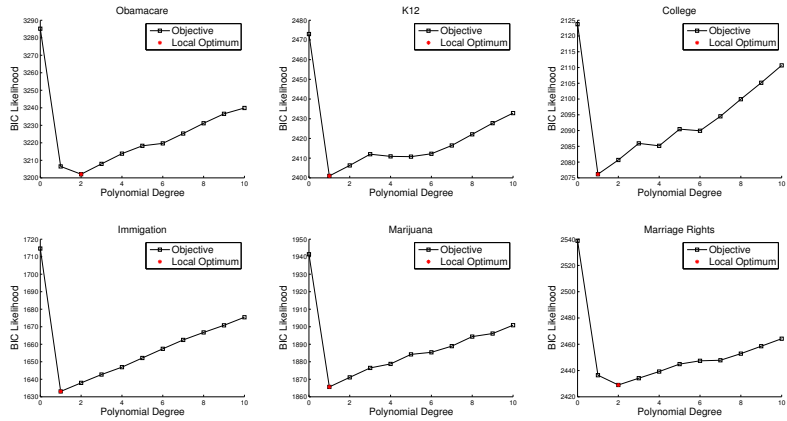 Obamacare
3290
3280
3270
3260
3250
3240
3230
3220
3210
3200
0 2 4 6 8 10
BIC Likelihood
Polynomial Degree
Objective
Local Optimum
K12
2480
2470
2460
2450
2440
2430
2420
2410
2400
0 2 4 6 8 10
BIC Likelihood
Polynomial Degree
Objective
Local Optimum
College
2125
2120
2115
2110
2105
2100
2095
2090
2085
2080
2075
0 2 4 6 8 10
BIC Likelihood
Polynomial Degree
Objective
Local Optimum
Immigation
1720
1710
1700
1690
1680
1670
1660
1650
1640
1630
0 2 4 6 8 10
BIC Likelihood
Polynomial Degree
Objective
Local Optimum
Marijuana
1950
1940
1930
1920
1910
1900
1890
1880
1870
1860
0 2 4 6 8 10
BIC Likelihood
Polynomial Degree
Objective
Local Optimum
Marriage Rights
2540
2520
2500
2480
2460
2440
2420
0 2 4 6 8 10
BIC Likelihood
Polynomial Degree
Objective
Local Optimum